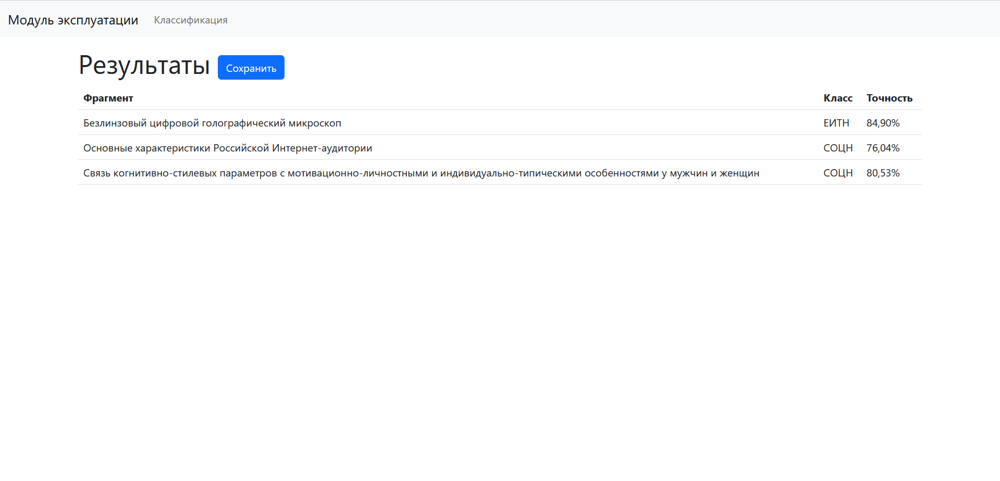 Модуль эксплуатации Классификация
Результаты Сохранить
Фрагмент Класс Точность
Безлинзовый цифровой голографический микроскоп ЕИТН 84,90%
Основные характеристики Российской Интернет-аудитории СОЦН 76,04%
Связь когнитивно-стилевых параметров с мотивационно-личностными и индивидуально-типическими особенностями у мужчин и женщин СОЦН 80,53%